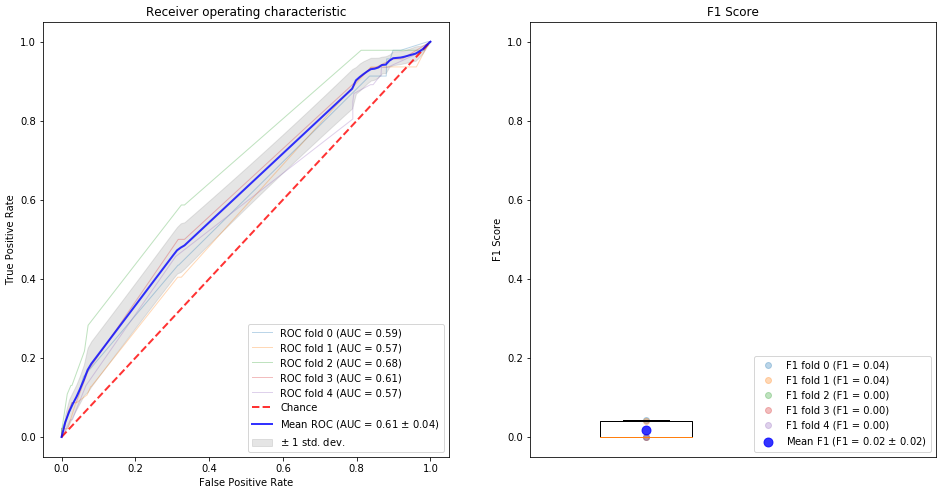 Receiver operating characteristic
1.0
0.8
0.6
0.4
0.2
0.0
True Positive Rate
0.0 0.2 0.4 0.6 0.8 1.0
False Positive Rate
ROC fold 0 (AUC = 0.59)
ROC fold 1 (AUC = 0.57)
ROC fold 2 (AUC = 0.68)
ROC fold 3 (AUC = 0.61)
ROC fold 4 (AUC = 0.57)
Chance
Mean ROC (AUC = 0.61 ± 0.04)
± 1 std. dev.
F1 Score
1.0
0.8
0.6
0.4
0.2
0.0
F1 Score
F1 fold 0 (F1 = 0.04)
F1 fold 1 (F1 = 0.04)
F1 fold 2 (F1 = 0.00)
F1 fold 3 (F1 = 0.00)
F1 fold 4 (F1 = 0.00)
Mean F1 (F1 = 0.02 ± 0.02)